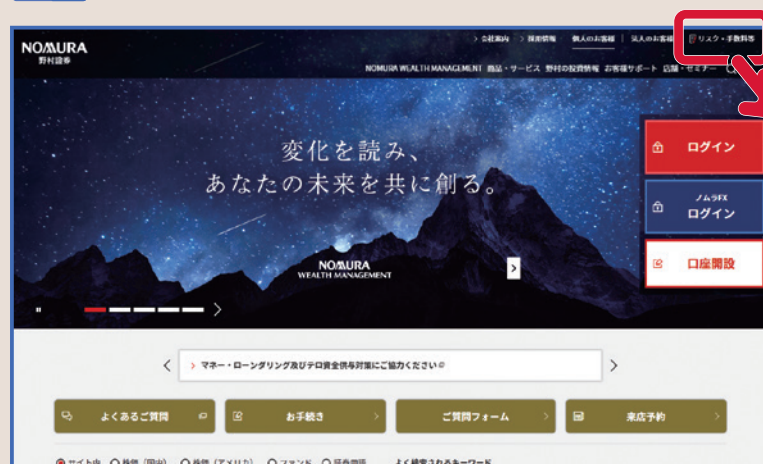 NOMURA
野村證券
会社案内
採用情報
個人のお客様
法人のお客様
リスク・手数料等
NOMURA WEALTH MANAGEMENT 商品・サービス 野村の投資情報 お客様サポート 店舗・セミナー
変化を読み、
あなたの未来を共に創る。
NOMURA
WEALTH MANAGEMENT
ログイン
ノムラFX
ログイン
口座開設
マネー・ローンダリング及びテロ資金供与対策にご協力ください
よくあるご質問
お手続き
ご質問フォーム
来店予約
サイト内 株価(国内) 株価(アメリカ) ファンド 証券用語
よく検索されるキーワード